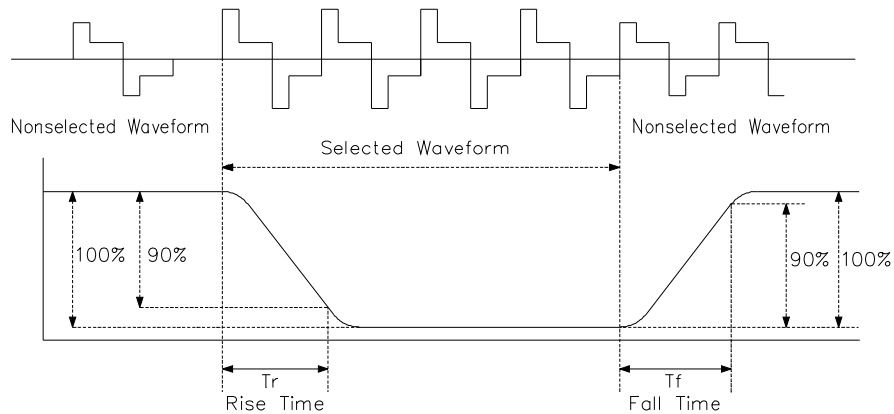 Nonselected Waveform
Selected Waveform
Nonselected Waveform
100%
90%
90%
100%
Tr
Rise Time
Tf
Fall Time